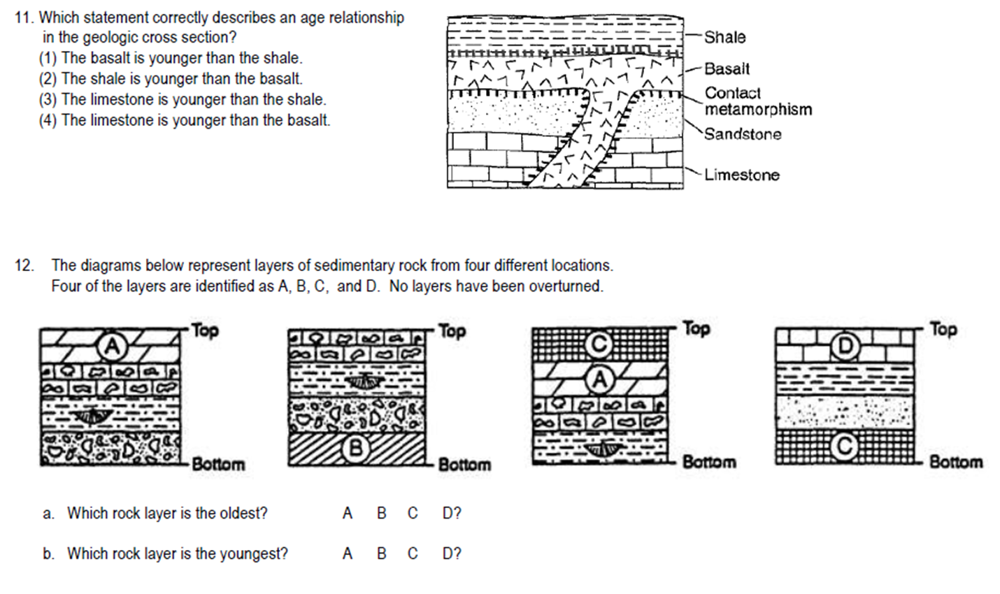 11. Which statement correctly describes an age relationship
in the geologic cross section?
(1) The basalt is younger than the shale.
(2) The shale is younger than the basalt.
(3) The limestone is younger than the shale.
(4) The limestone is younger than the basalt.
Shale
Basalt
Contact
metamorphism
Sandstone
Limestone
12. The diagrams below represent layers of sedimentary rock from four different locations.
Four of the layers are identified as A, B, C, and D. No layers have been overturned.
Top
A
Bottom
Top
B
Bottom
Top
C
A
Bottom
Top
D
C
Bottom
a. Which rock layer is the oldest? A B C D?
b. Which rock layer is the youngest? A B C D?